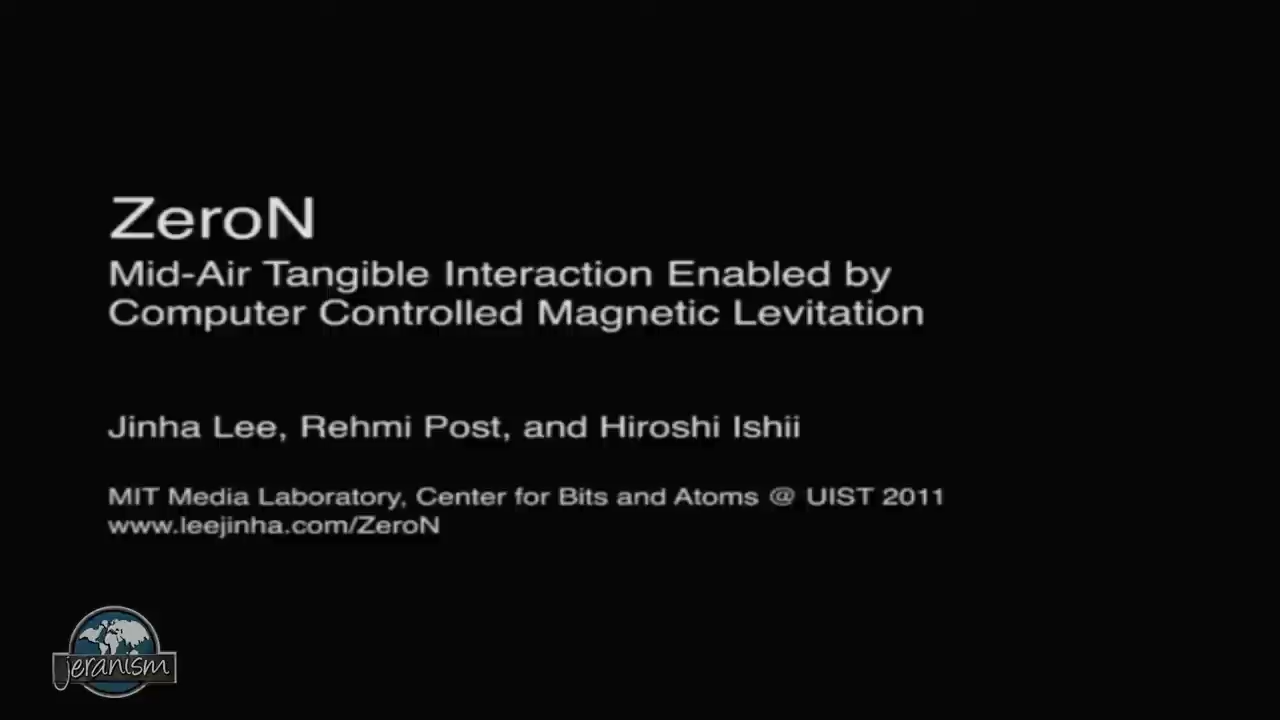 ZeroN
Mid-Air Tangible Interaction Enabled by
Computer Controlled Magnetic Levitation
Jinha Lee, Rehmi Post, and Hiroshi Ishii
MIT Media Laboratory, Center for Bits and Atoms @ UIST 2011
www.leejinha.com/ZeroN
jeranism